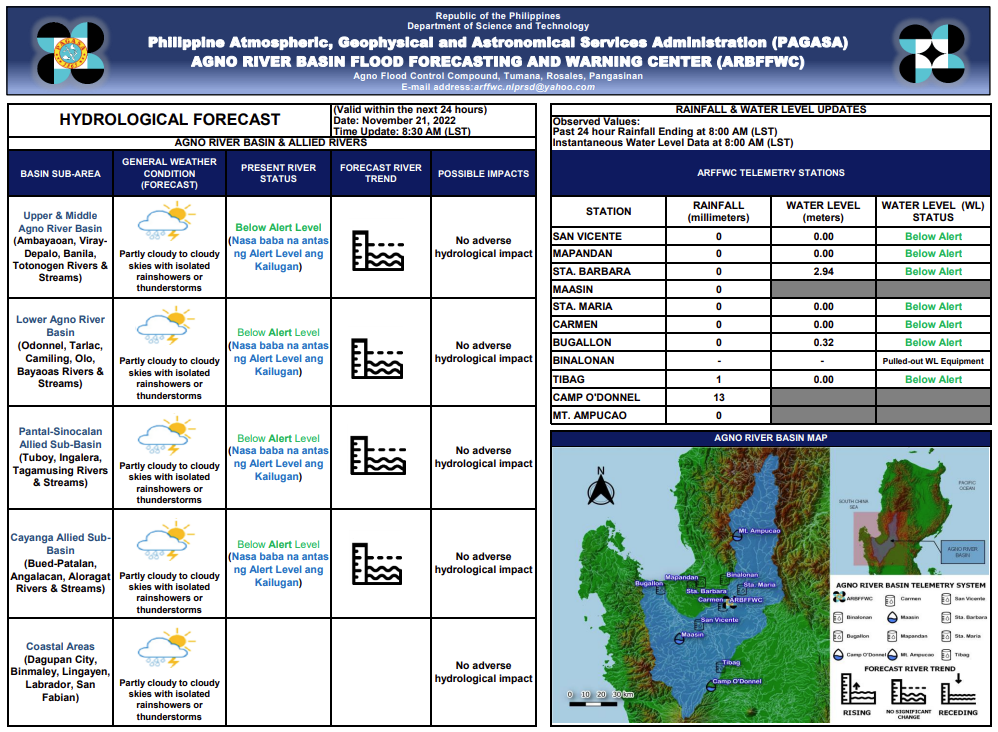 Republic of the Philippines
Department of Science and Technology
Philippine Atmospheric, Geophysical and Astronomical Services Administration (PAGASA)
AGNO RIVER BASIN FLOOD FORECASTING AND WARNING CENTER (ARBFFWC)
Agno Flood Control Compound, Tumana, Rosales, Pangasinan
E-mail address:arffwc.nlprsd@yahoo.com
PAGASA
HYDROLOGICAL FORECAST
(Valid within the next 24 hours)
Date: November 21, 2022
Time Update: 8:30 AM (LST)
AGNO RIVER BASIN & ALLIED RIVERS
BASIN SUB-AREA
GENERAL WEATHER
CONDITION
(FORECAST)
PRESENT RIVER
STATUS
FORECAST RIVER
TREND
POSSIBLE IMPACTS
Upper & Middle
Agno River Basin
(Ambayoan, Viray-
Depalo, Banila,
Totonogen Rivers &
Streams)
Partly cloudy to cloudy
skies with isolated
rainshowers or
thunderstorms
Below Alert Level
(Nasa baba na antas
ng Alert Level ang
Kailugan)
No adverse
hydrological impact
Lower Agno River
Basin
(Odonnel, Tarlac,
Camiling, Olo,
Bayaoas Rivers &
Streams)
Partly cloudy to cloudy
skies with isolated
rainshowers or
thunderstorms
Below Alert Level
(Nasa baba na antas
ng Alert Level ang
Kailugan)
No adverse
hydrological impact
Pantal-Sinocalan
Allied Sub-Basin
(Tuboy, Ingalera,
Tagamusing Rivers
& Streams)
Partly cloudy to cloudy
skies with isolated
rainshowers or
thunderstorms
Below Alert Level
(Nasa baba na antas
ng Alert Level ang
Kailugan)
No adverse
hydrological impact
Cayanga Allied Sub-
Basin
(Bued-Patalan,
Angalacan, Aloragat
Rivers & Streams)
Partly cloudy to cloudy
skies with isolated
rainshowers or
thunderstorms
Below Alert Level
(Nasa baba na antas
ng Alert Level ang
Kailugan)
No adverse
hydrological impact
Coastal Areas
(Dagupan City,
Binmaley, Lingayen,
Labrador, San
Fabian)
Partly cloudy to cloudy
skies with isolated
rainshowers or
thunderstorms
No adverse
hydrological impact
RAINFALL & WATER LEVEL UPDATES
Observed Values:
Past 24 hour Rainfall Ending at 8:00 AM (LST)
Instantaneous Water Level Data at 8:00 AM (LST)
ARFFWC TELEMETRY STATIONS
STATION
RAINFALL
(millimeters)
WATER LEVEL
(meters)
WATER LEVEL (WL)
STATUS
SAN VICENTE 0 0.00 Below Alert
MAPANDAN 0 0.00 Below Alert
STA. BARBARA 0 2.94 Below Alert
MAASIN 0
STA. MARIA 0 0.00 Below Alert
CARMEN 0 0.00 Below Alert
BUGALLON 0 0.32 Below Alert
BINALONAN - - Pulled-out WL Equipment
TIBAG 1 0.00 Below Alert
CAMP O'DONNEL 13
MT. AMPUCAO 0
AGNO RIVER BASIN MAP
N
Mt. Ampucao
Mapandan
Binalonan
Bugallon
Sta. Maria
Sta. Barbara
Carmen
ARBFFWC
San Vicente
Maasin
Tibag
Camp O'Donnel
0 10 20 30 km
PACIFIC
OCEAN
SOUTH CHINA
SEA
AGNO RIVER
BASIN
AGNO RIVER BASIN TELEMETRY SYSTEM
ARBFFWC Carmen San Vicente
Binalonan Maasin Sta. Barbara
Bugallon Mapandan Sta. Maria
Camp O'Donnel Mt. Ampucao Tibag
FORECAST RIVER TREND
RISING
NO SIGNIFICANT
CHANGE
RECEDING